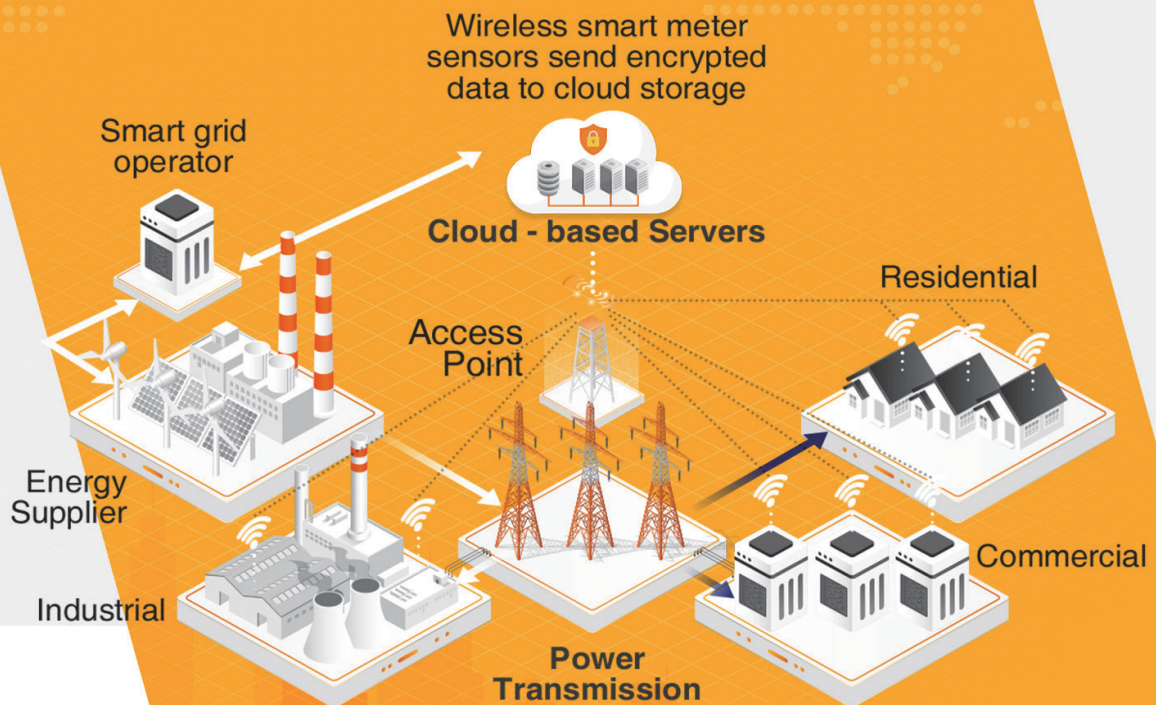 Wireless smart meter
sensors send encrypted
data to cloud storage
Smart grid
operator
Cloud - based Servers
Residential
Access
Point
Energy
Supplier
Commercial
Industrial
Power
Transmission